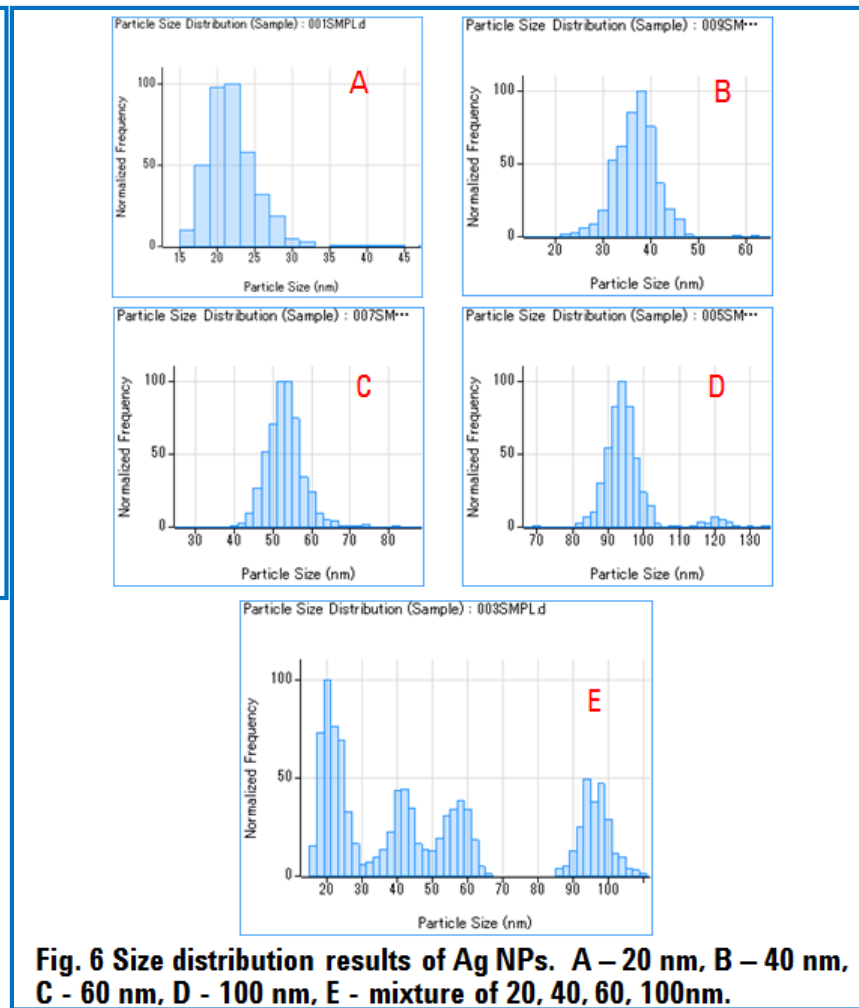 Particle Size Distribution (Sample) : 001SMPL.d
A
Normalized Frequency
100
50
0
15 20 25 30 35 40 45
Particle Size (nm)
Particle Size Distribution (Sample) : 009SM···
B
Normalized Frequency
100
50
0
20 30 40 50 60
Particle Size (nm)
Particle Size Distribution (Sample) : 007SM···
C
Normalized Frequency
100
50
0
30 40 50 60 70 80
Particle Size (nm)
Particle Size Distribution (Sample) : 005SM···
D
Normalized Frequency
100
50
0
70 80 90 100 110 120 130
Particle Size (nm)
Particle Size Distribution (Sample) : 003SMPL.d
E
Normalized Frequency
100
50
0
20 30 40 50 60 70 80 90 100
Particle Size (nm)
Fig. 6 Size distribution results of Ag NPs. A – 20 nm, B – 40 nm,
C - 60 nm, D - 100 nm, E - mixture of 20, 40, 60, 100nm.